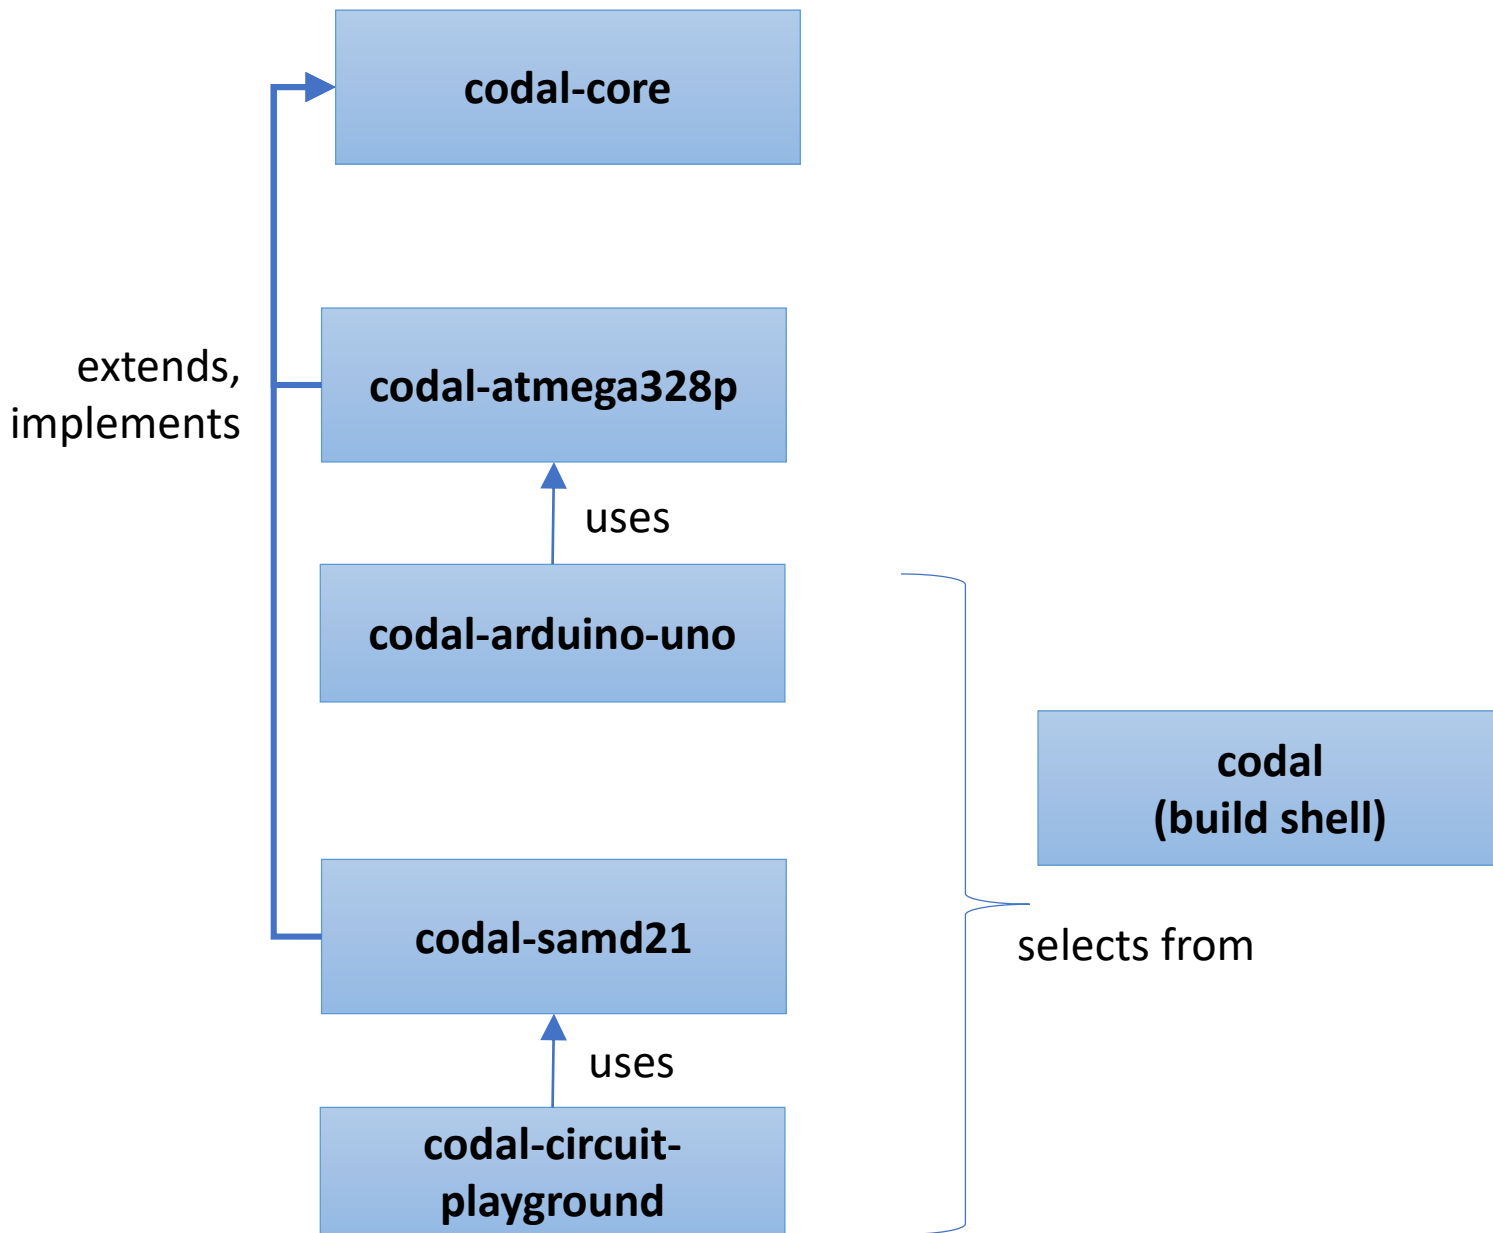 codal-core
extends,
implements
codal-atmega328p
uses
codal-arduino-uno
codal
(build shell)
codal-samd21
selects from
uses
codal-circuit-
playground